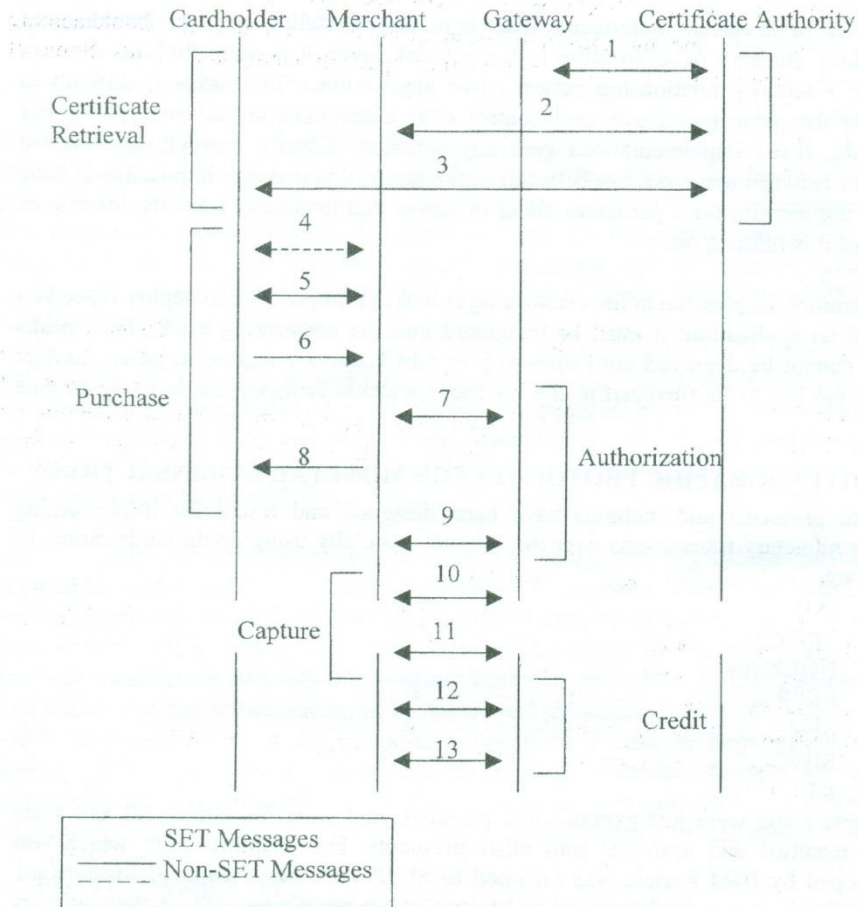 Cardholder Merchant Gateway Certificate Authority
1
Certificate
Retrieval
2
3
4
5
6
Purchase
7
8
Authorization
9
10
Capture
11
12
Credit
13
SET Messages
Non-SET Messages